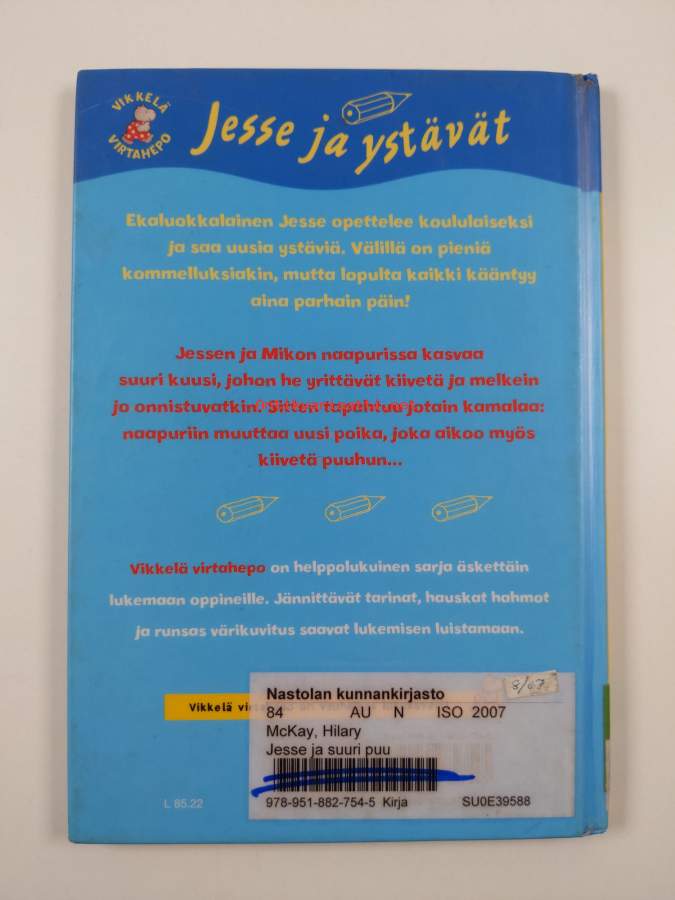 VIKKELÄ
VIRTAHEPO
Jesse ja ystävät
Ekaluokkalainen Jesse opettelee koululaiseksi
ja saa uusia ystäviä. Välillä on pieniä
kommelluksiakin, mutta lopulta kaikki kääntyy
aina parhain päin!
Jessen ja Mikon naapurissa kasvaa
suuri kuusi, johon he yrittävät kiivetä ja melkein
jo onnistuvatkin. Sitten tapahtuu jotain kamalaa:
naapuriin muuttaa uusi poika, joka aikoo myös
kiivetä puuhun...
Vikkelä virtahepo on helppolukuinen sarja äskettäin
lukemaan oppineille. Jännittävät tarinat, hauskat hahmot
ja runsas värikuvitus saavat lukemisen luistamaan.
8/07
Nastolan kunnankirjasto
84 AU N ISO 2007
Vikkelä
McKay, Hilary
Jesse ja suuri puu
L 85.22
978-951-882-754-5 Kirja SU0E39588